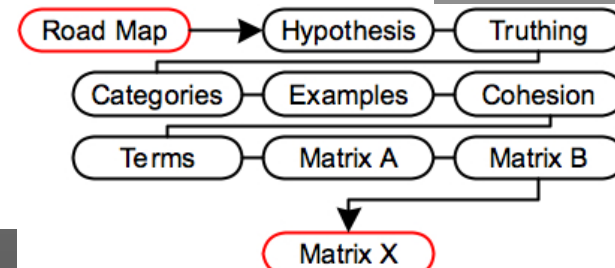 Road Map Hypothesis Truthing
Categories Examples Cohesion
Terms Matrix A Matrix B
Matrix X